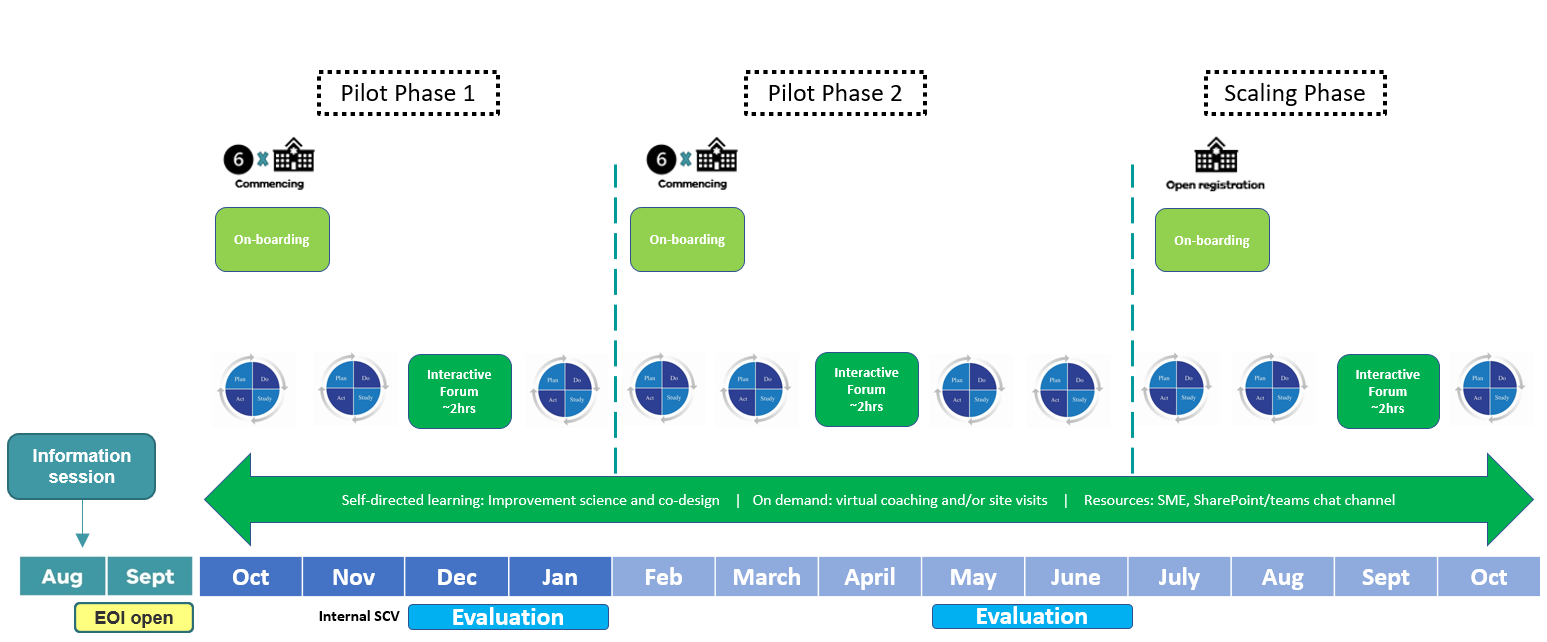 Pilot Phase 1
Pilot Phase 2
Scaling Phase
6 x
Commencing
6 x
Commencing
Open registration
On-boarding
On-boarding
On-boarding
Plan Do
Act Study
Plan Do
Act Study
Interactive
Forum
~2hrs
Plan Do
Act Study
Plan Do
Act Study
Plan Do
Act Study
Interactive
Forum
~2hrs
Plan Do
Act Study
Plan Do
Act Study
Plan Do
Act Study
Plan Do
Act Study
Interactive
Forum
~2hrs
Plan Do
Act Study
Information
session
Self-directed learning: Improvement science and co-design | On demand: virtual coaching and/or site visits | Resources: SME, SharePoint/teams chat channel
Aug Sept Oct Nov Dec Jan Feb March April May June July Aug Sept Oct
EOI open
Internal SCV
Evaluation
Evaluation